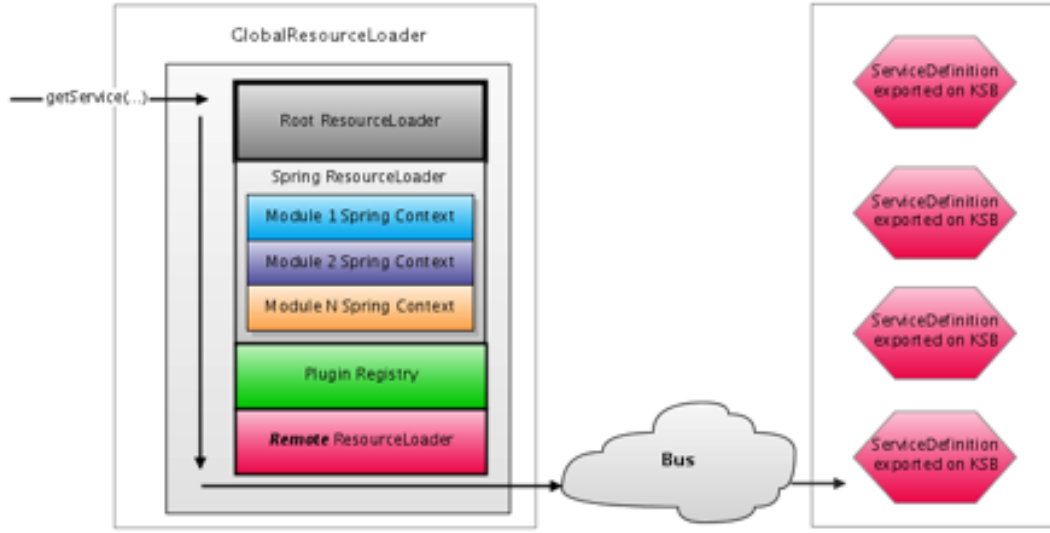 GlobalResourceLoader
getService(...)
Root ResourceLoader
Spring ResourceLoader
Module 1 Spring Context
Module 2 Spring Context
Module N Spring Context
Plugin Registry
Remote ResourceLoader
Bus
ServiceDefinition
exported on KSB
ServiceDefinition
exported on KSB
ServiceDefinition
exported on KSB
ServiceDefinition
exported on KSB